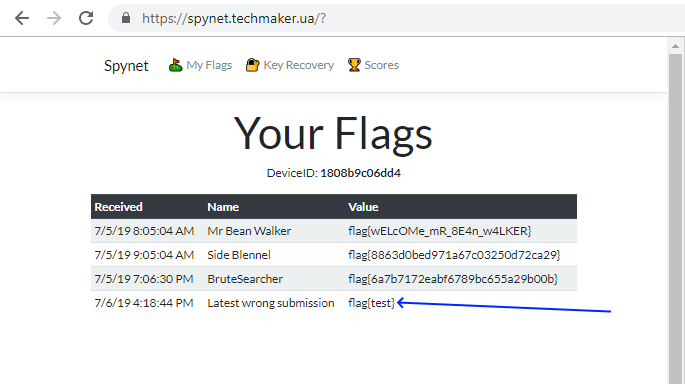 https://spynet.techmaker.ua/?
Spynet My Flags Key Recovery Scores
Your Flags
DeviceID: 1808b9c06dd4
Received Name Value
7/5/19 8:05:04 AM Mr Bean Walker flag{wELcOMe_mR_8E4n_w4LKER}
7/5/19 9:05:04 AM Side Blennel flag{8863d0bed971a67c03250d72ca29}
7/5/19 7:06:30 PM BruteSearcher flag{6a7b7172eabf6789bc655a29b00b}
7/6/19 4:18:44 PM Latest wrong submission flag{test}